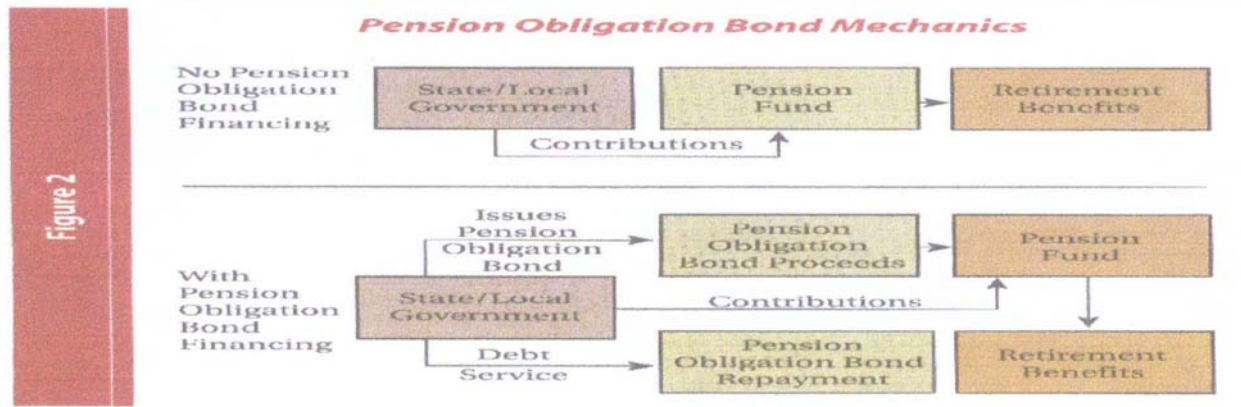 Figure 2
Pension Obligation Bond Mechanics
No Pension
Obligation
Bond
Financing
State/Local
Government
Pension
Fund
Retirement
Benefits
Contributions
With
Pension
Obligation
Bond
Financing
Issues
Pension
Obligation
Bond
State/Local
Government
Debt
Service
Pension
Obligation
Bond Proceeds
Contributions
Pension
Obligation Bond
Repayment
Pension
Fund
Retirement
Benefits